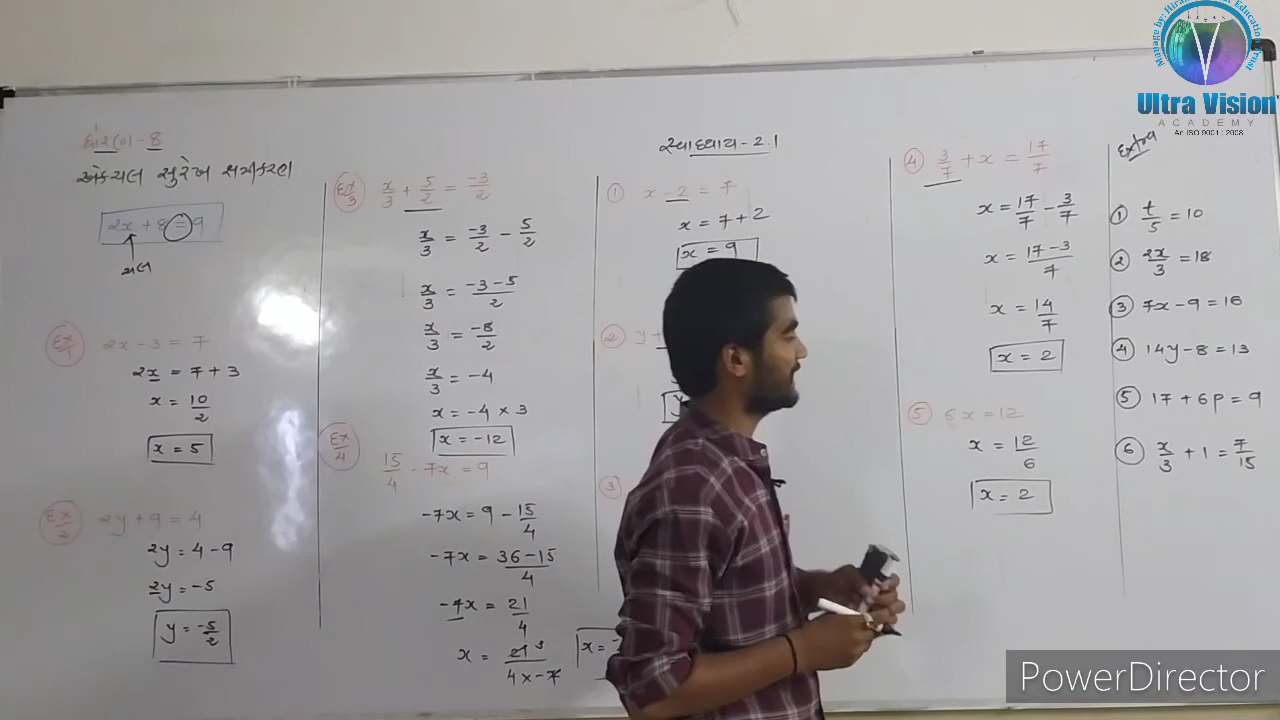 ધોરણ - 8
એકચલ સુરેખ સમીકરણ
2x + 8 = 9
ચલ
Ex/1 2x - 3 = 7
2x = 7 + 3
x = 10/2
x = 5
Ex/2 2y + 9 = 4
2y = 4 - 9
2y = -5
y = -5/2
Ex/3 x/3 + 5/2 = -3/2
x/3 = -3/2 - 5/2
x/3 = -3-5/2
x/3 = -8/2
x/3 = -4
x = -4 × 3
x = -12
Ex/4 15/4 - 7x = 9
-7x = 9 - 15/4
-7x = 36-15/4
-7x = 21/4
x = 21 3/4 × -7
x = -
સ્વાધ્યાય - 2.1
① x - 2 = 7
x = 7 + 2
x = 9
② y +
③
④ 3/7 + x = 17/7
x = 17/7 - 3/7
x = 17-3/7
x = 14/7
x = 2
⑤ 6x = 12
x = 12/6
x = 2
Extra
① t/5 = 10
② 2x/3 = 18
③ 7x - 9 = 16
④ 14y - 8 = 13
⑤ 17 + 6p = 9
⑥ x/3 + 1 = 7/15
Ultra Vision
ACADEMY
An ISO 9001 : 2008
PowerDirector